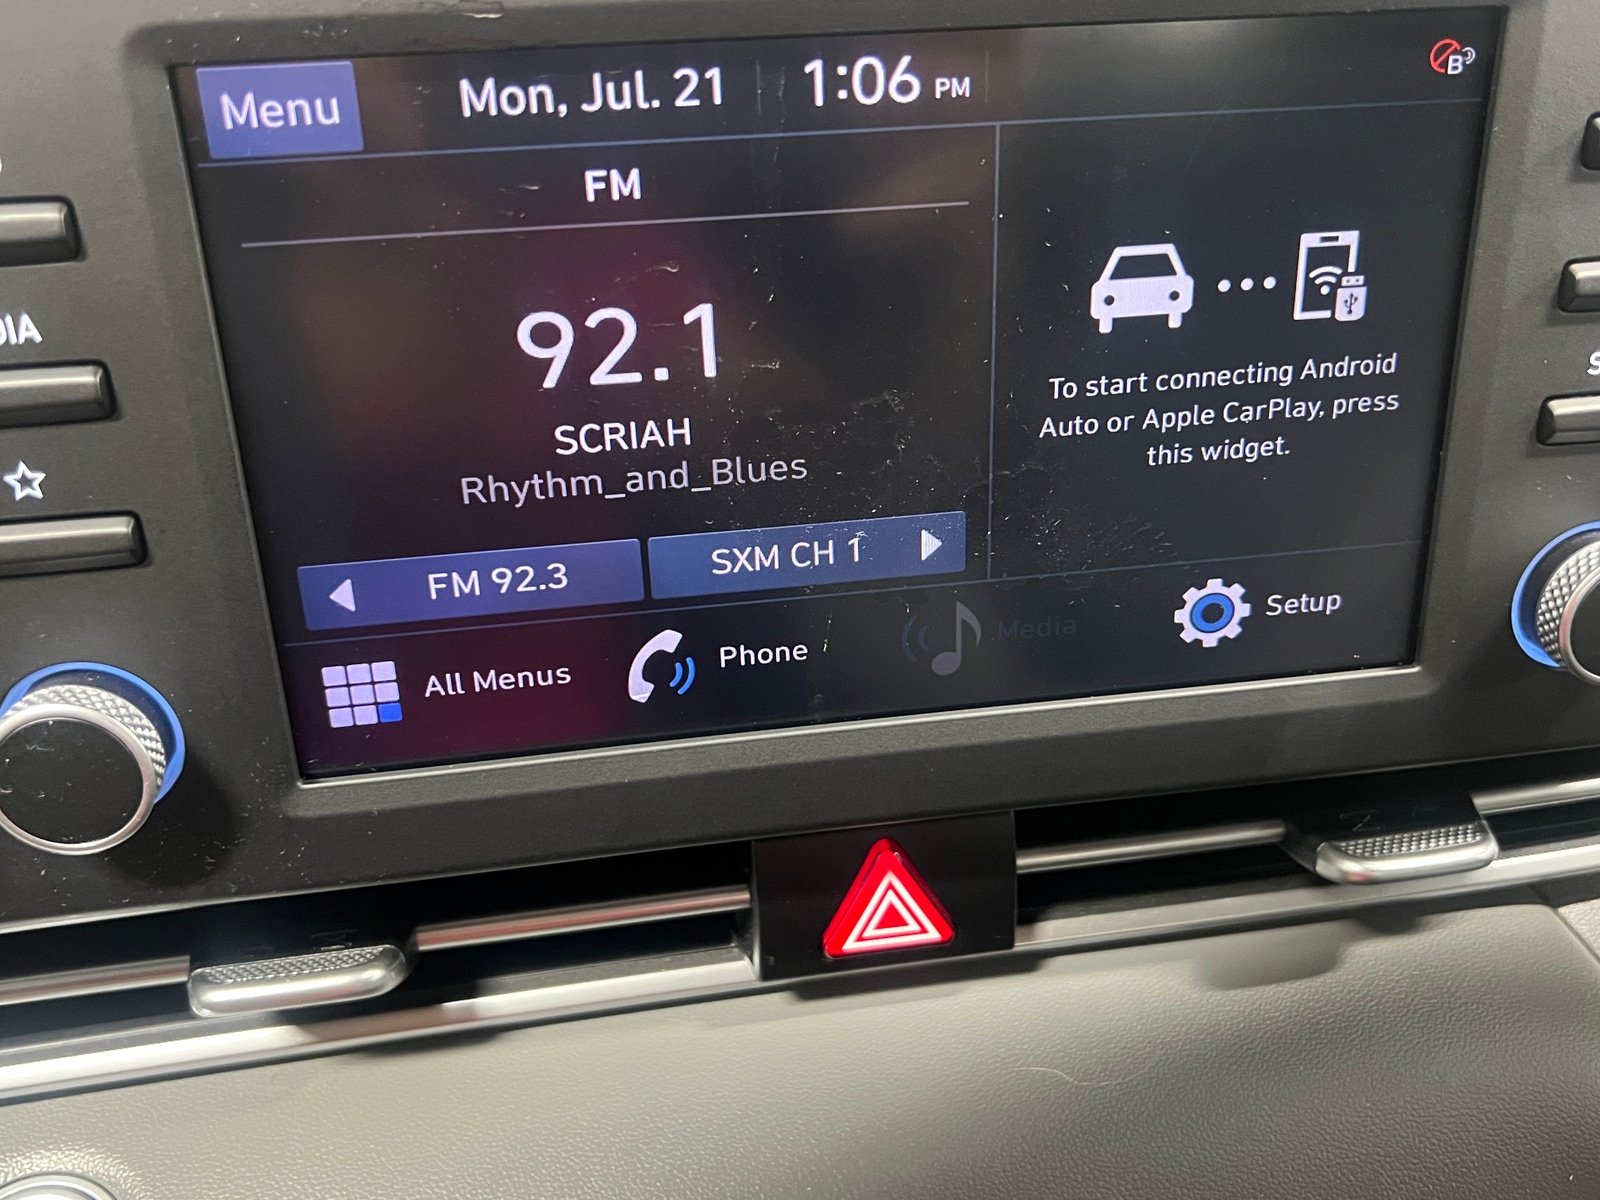 Menu
Mon, Jul. 21
1:06 PM
B
FM
92.1
SCRIAH
Rhythm_and_Blues
FM 92.3
SXM CH 1
To start connecting Android
Auto or Apple CarPlay, press
this widget.
All Menus
Phone
Media
Setup